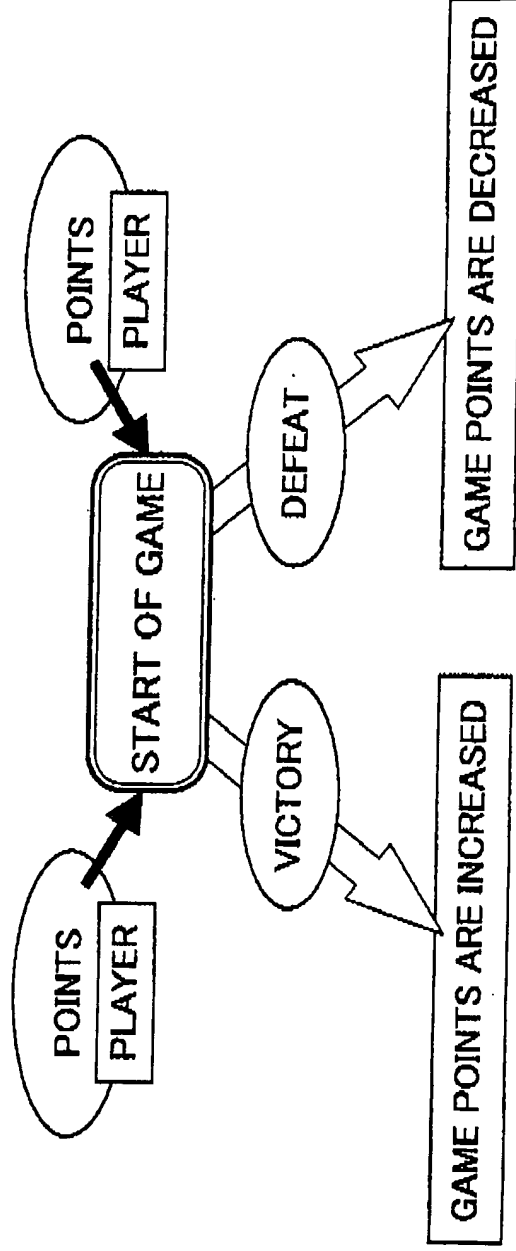 POINTS
PLAYER
POINTS
PLAYER
START OF GAME
VICTORY
DEFEAT
GAME POINTS ARE INCREASED
GAME POINTS ARE DECREASED